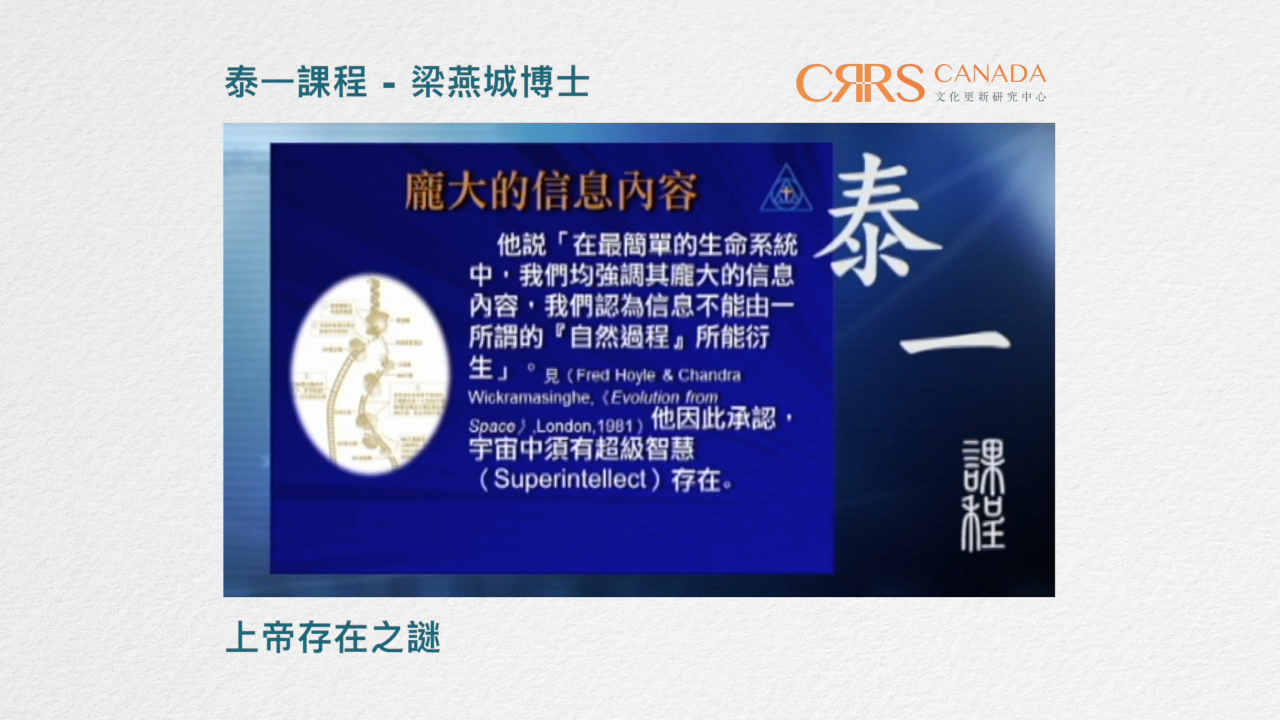 泰一課程 - 梁燕城博士
CRRS CANADA
文化更新研究中心
龐大的信息內容
他説「在最簡單的生命系統
中，我們均強調其龐大的信息
內容，我們認為信息不能由一
所謂的『自然過程』所能衍
生」。見（Fred Hoyle & Chandra
Wickramasinghe,《Evolution from
Space》,London,1981）他因此承認，
宇宙中須有超級智慧
（Superintellect）存在。
泰
一
課程
上帝存在之謎